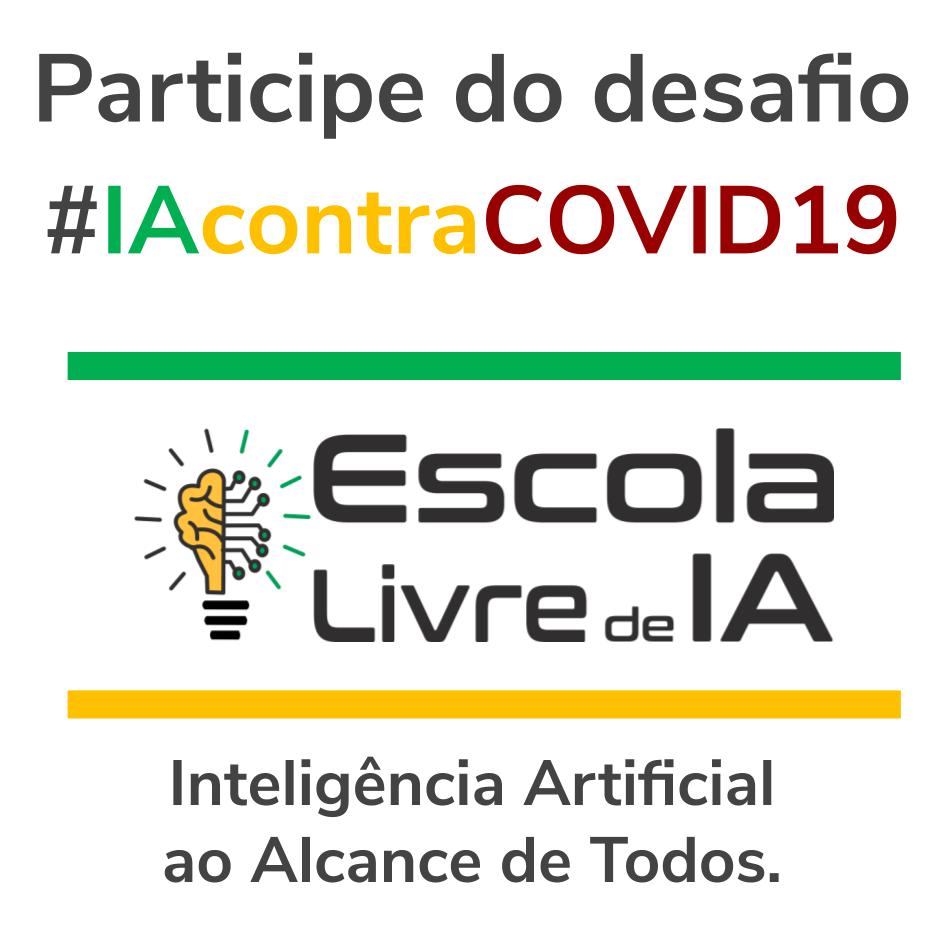 Participe do desafio
#IAcontraCOVID19
Escola
Livre de IA
Inteligência Artificial
ao Alcance de Todos.